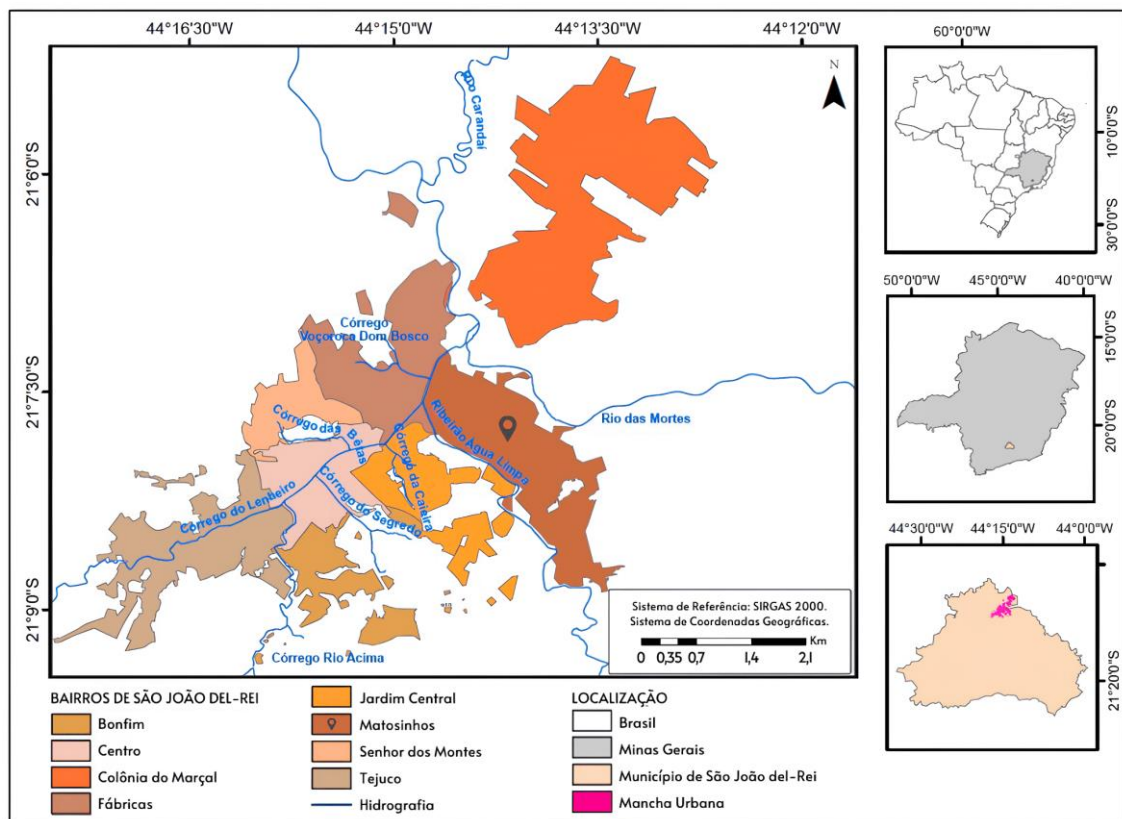 44°16'30"W
44°15'0"W
44°13'30"W
44°12'0"W
21°6'0"S
21°7'30"S
21°9'0"S
N
Rio Carandaí
Córrego
Voçoroca Dom Bosco
Córrego das Bêtas
Córrego da Caieira
Ribeirão Água Limpa
Rio das Mortes
Córrego do Lenheiro
Córrego do Segredo
Córrego Rio Acima
Sistema de Referência: SIRGAS 2000.
Sistema de Coordenadas Geográficas.
Km
0 0,35 0,7 1,4 2,1
60°0'0"W
10°0'0"S
30°0'0"S
50°0'0"W 45°0'0"W 40°0'0"W
15°0'0"S
20°0'0"S
44°30'0"W 44°15'0"W 44°0'0"W
21°20'0"S
BAIRROS DE SÃO JOÃO DEL-REI
Bonfim
Centro
Colônia do Marçal
Fábricas
Jardim Central
Matosinhos
Senhor dos Montes
Tejuco
Hidrografia
LOCALIZAÇÃO
Brasil
Minas Gerais
Município de São João del-Rei
Mancha Urbana